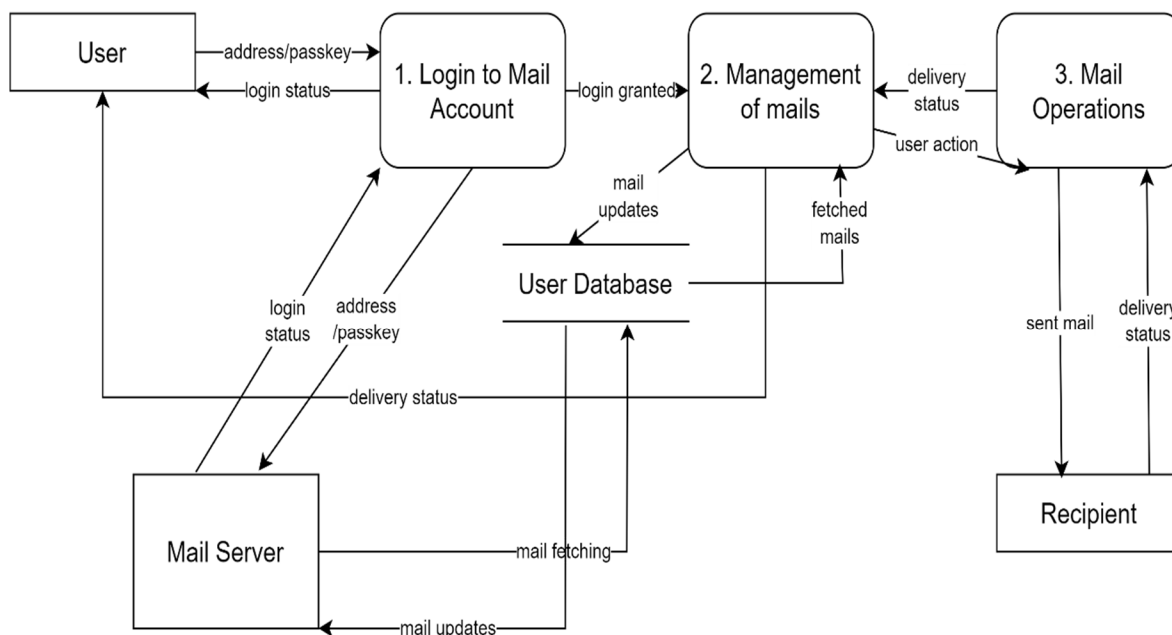 User
address/passkey
login status
1. Login to Mail
Account
login granted
2. Management
of mails
delivery
status
user action
3. Mail
Operations
mail
updates
fetched
mails
User Database
login
status
address
/passkey
sent mail
delivery
status
delivery status
Mail Server
mail fetching
mail updates
Recipient